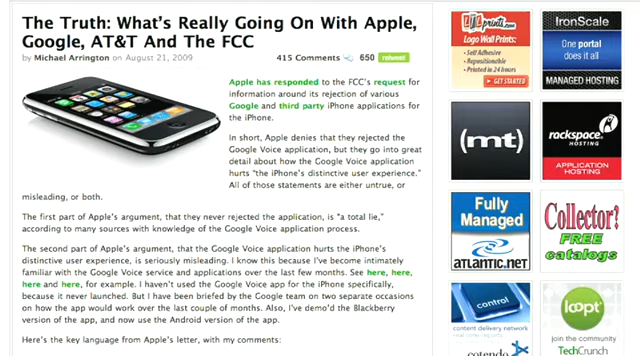 The Truth: What's Really Going On With Apple,
Google, AT&T And The FCC
by Michael Arrington on August 21, 2009
415 Comments
650 retweet
Apple has responded to the FCC's request for
information around its rejection of various
Google and third party iPhone applications for
the iPhone.
In short, Apple denies that they rejected the
Google Voice application, but they go into great
detail about how the Google Voice application
hurts "the iPhone's distinctive user experience."
All of those statements are either untrue, or
misleading, or both.
The first part of Apple's argument, that they never rejected the application, is "a total lie,"
according to many sources with knowledge of the Google Voice application process.
The second part of Apple's argument, that the Google Voice application hurts the iPhone's
distinctive user experience, is seriously misleading. I know this because I've become intimately
familiar with the Google Voice service and applications over the last few months. See here, here,
here and here, for example. I haven't used the Google Voice app for the iPhone specifically,
because it never launched. But I have been briefed by the Google team on two separate occasions
on how the app would work over the last couple of months. Also, I've demo'd the Blackberry
version of the app, and now use the Android version of the app.
Here's the key language from Apple's letter, with my comments:
LTLprints.com
Logo Wall Prints:
Self Adhesive
Repositionable
Printed in 24 hours
GET STARTED
IronScale
One portal
does it all
MANAGED HOSTING
(mt)
rackspace
HOSTING
APPLICATION
HOSTING
Fully
Managed
ATLANTIC.NET
Collector?
FREE
catalogs
control
content delivery network
cotendo
loopt
join the community
TechCrunch